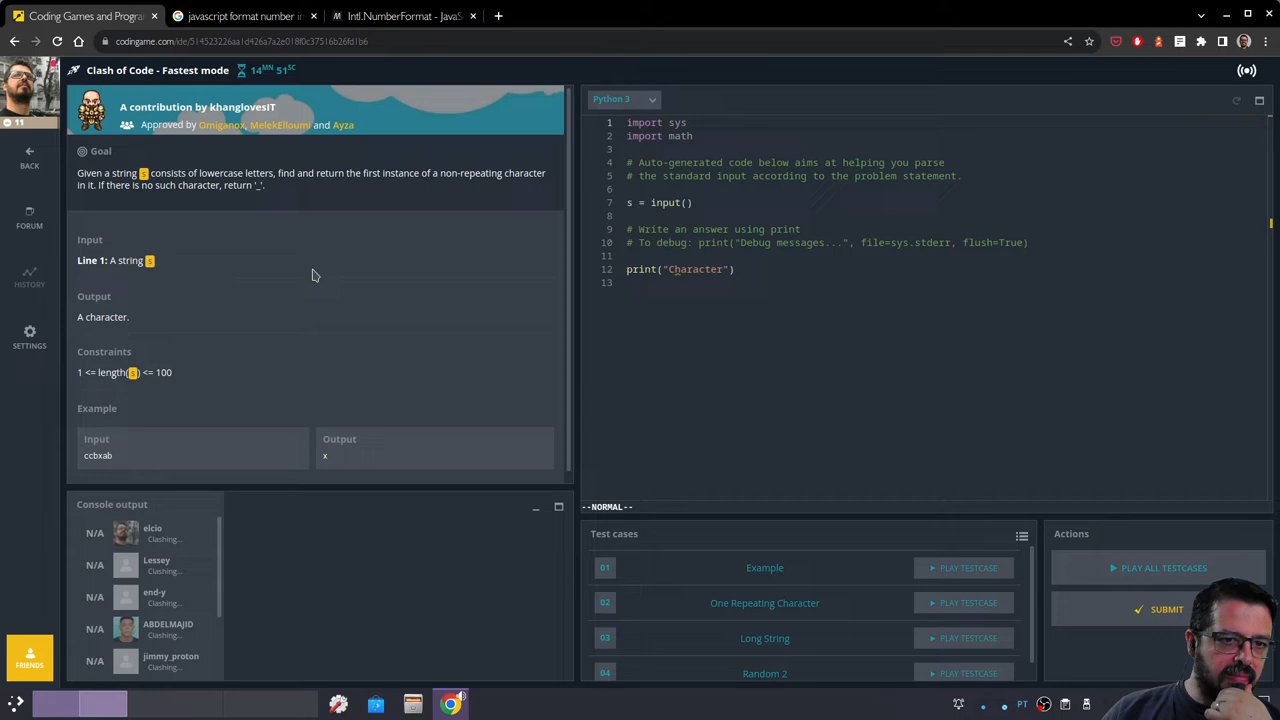 Coding Games and Progra
javascript format number in
Intl.NumberFormat - JavaS
codingame.com/ide/514523226aa1d426a7a2e018f0c37516b26fd1b6
Clash of Code - Fastest mode
14MN 51SC
11
BACK
FORUM
HISTORY
SETTINGS
FRIENDS
A contribution by khanglovesIT
Approved by Omiganox, MelekElloumi and Ayza
Goal
Given a string s consists of lowercase letters, find and return the first instance of a non-repeating character
in it. If there is no such character, return '_'.
Input
Line 1: A string s
Output
A character.
Constraints
1 <= length(s) <= 100
Example
Input
ccbxab
Output
x
Console output
N/A elcio
Clashing...
N/A Lessey
Clashing...
N/A end-y
Clashing...
N/A ABDELMAJID
Clashing...
N/A jimmy_proton
Clashing...
Python 3
1 import sys
2 import math
3
4 # Auto-generated code below aims at helping you parse
5 # the standard input according to the problem statement.
6
7 s = input()
8
9 # Write an answer using print
10 # To debug: print("Debug messages...", file=sys.stderr, flush=True)
11
12 print("Character")
13
--NORMAL--
Test cases
01 Example PLAY TESTCASE
02 One Repeating Character PLAY TESTCASE
03 Long String PLAY TESTCASE
04 Random 2 PLAY TESTCASE
Actions
PLAY ALL TESTCASES
SUBMIT
PT